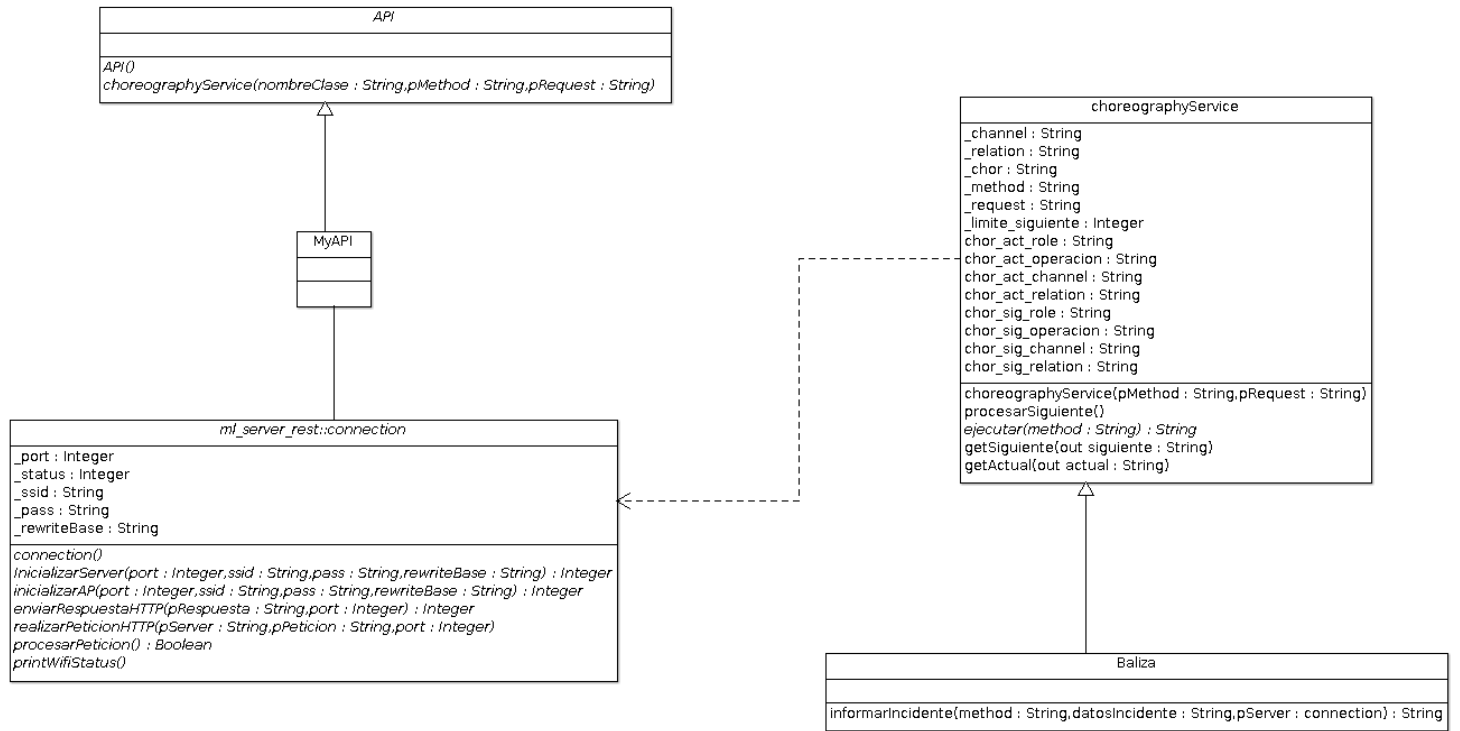 API
API()
choreographyService(nombreClase : String,pMethod : String,pRequest : String)
MyAPI
ml_server_rest::connection
_port : Integer
_status : Integer
_ssid : String
_pass : String
_rewriteBase : String
connection()
InicializarServer(port : Integer,ssid : String,pass : String,rewriteBase : String) : Integer
inicializarAP(port : Integer,ssid : String,pass : String,rewriteBase : String) : Integer
enviarRespuestaHTTP(pRespuesta : String,port : Integer) : Integer
realizarPeticionHTTP(pServer : String,pPeticion : String,port : Integer)
procesarPeticion() : Boolean
printWifiStatus()
choreographyService
_channel : String
_relation : String
_chor : String
_method : String
_request : String
_limite_siguiente : Integer
chor_act_role : String
chor_act_operacion : String
chor_act_channel : String
chor_act_relation : String
chor_sig_role : String
chor_sig_operacion : String
chor_sig_channel : String
chor_sig_relation : String
choreographyService(pMethod : String,pRequest : String)
procesarSiguiente()
ejecutar(method : String) : String
getSiguiente(out siguiente : String)
getActual(out actual : String)
Baliza
informarIncidente(method : String,datosIncidente : String,pServer : connection) : String